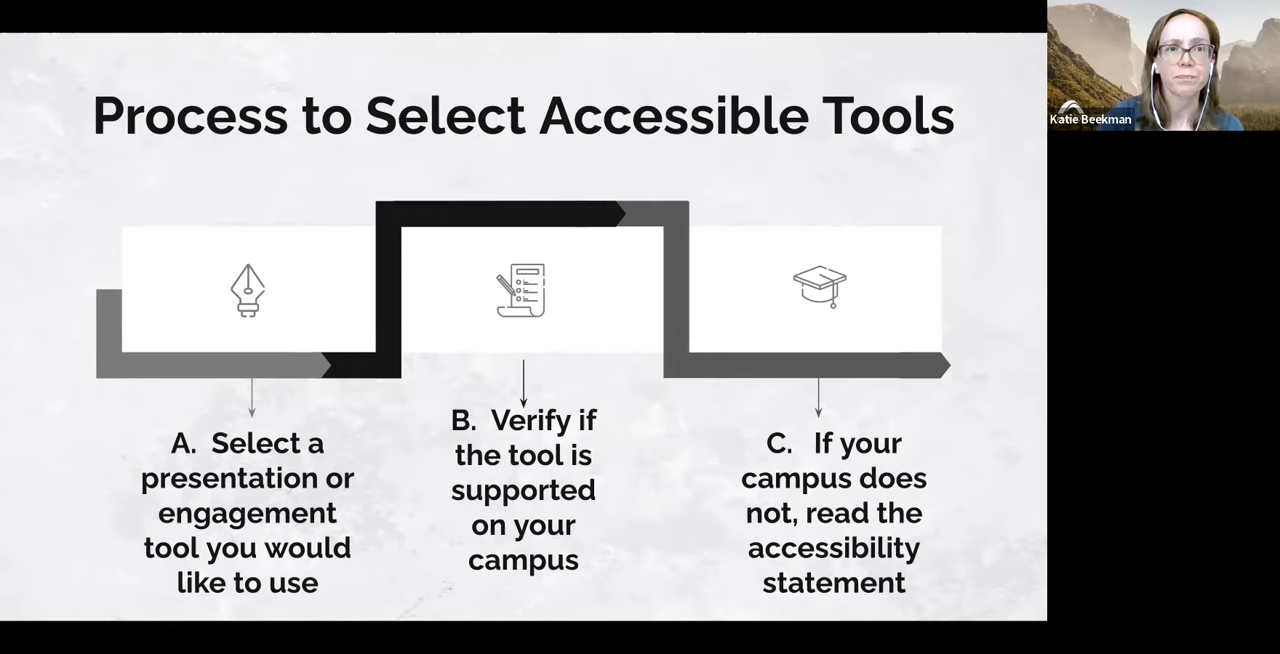 Process to Select Accessible Tools
Katie Beekman
A. Select a
presentation or
engagement
tool you would
like to use
B. Verify if
the tool is
supported
on your
campus
C. If your
campus does
not, read the
accessibility
statement